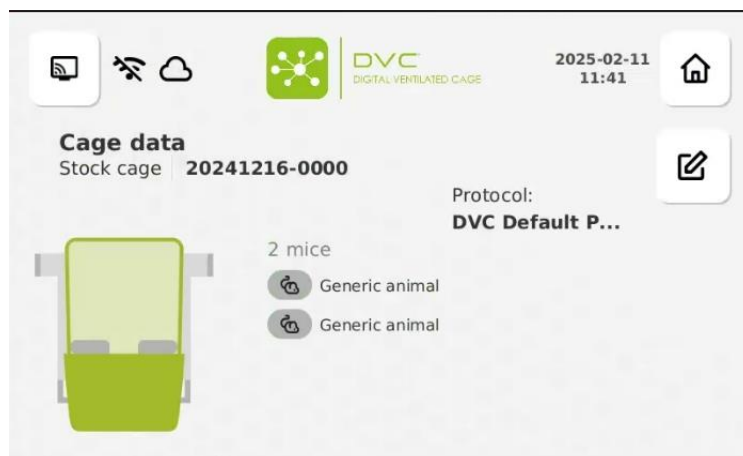 DVC
DIGITAL VENTILATED CAGE
2025-02-11
11:41
Cage data
Stock cage 20241216-0000
Protocol:
DVC Default P...
2 mice
Generic animal
Generic animal